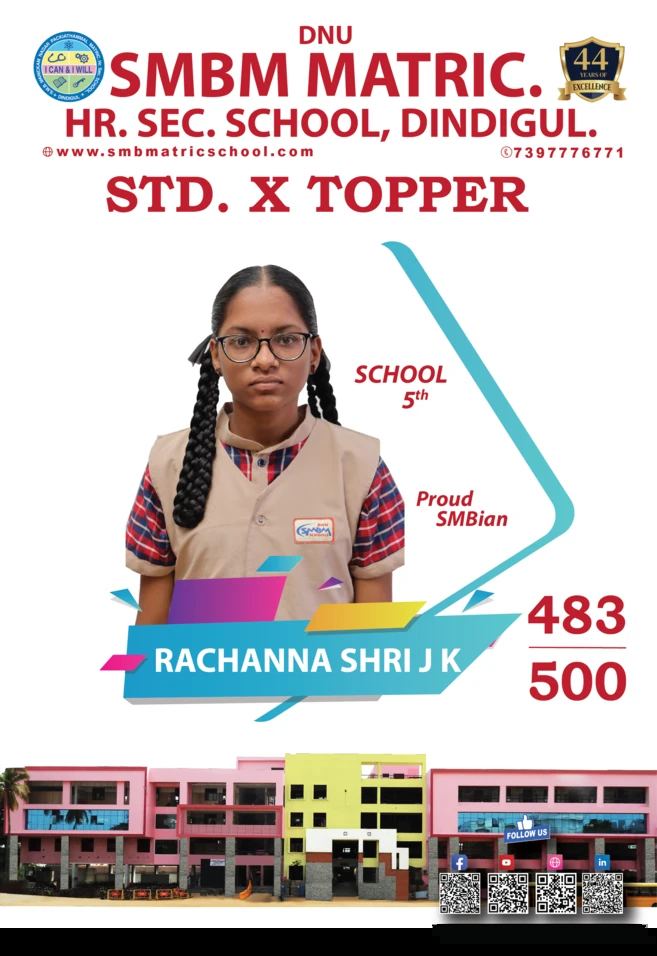 DNU
SMBM MATRIC.
HR. SEC. SCHOOL, DINDIGUL.
www.smbmatricschool.com
7397776771
I CAN & I WILL
44
YEARS OF
EXCELLENCE
STD. X TOPPER
SCHOOL
5th
Proud
SMBian
SMBM
RACHANNA SHRI J K
483
500
FOLLOW US